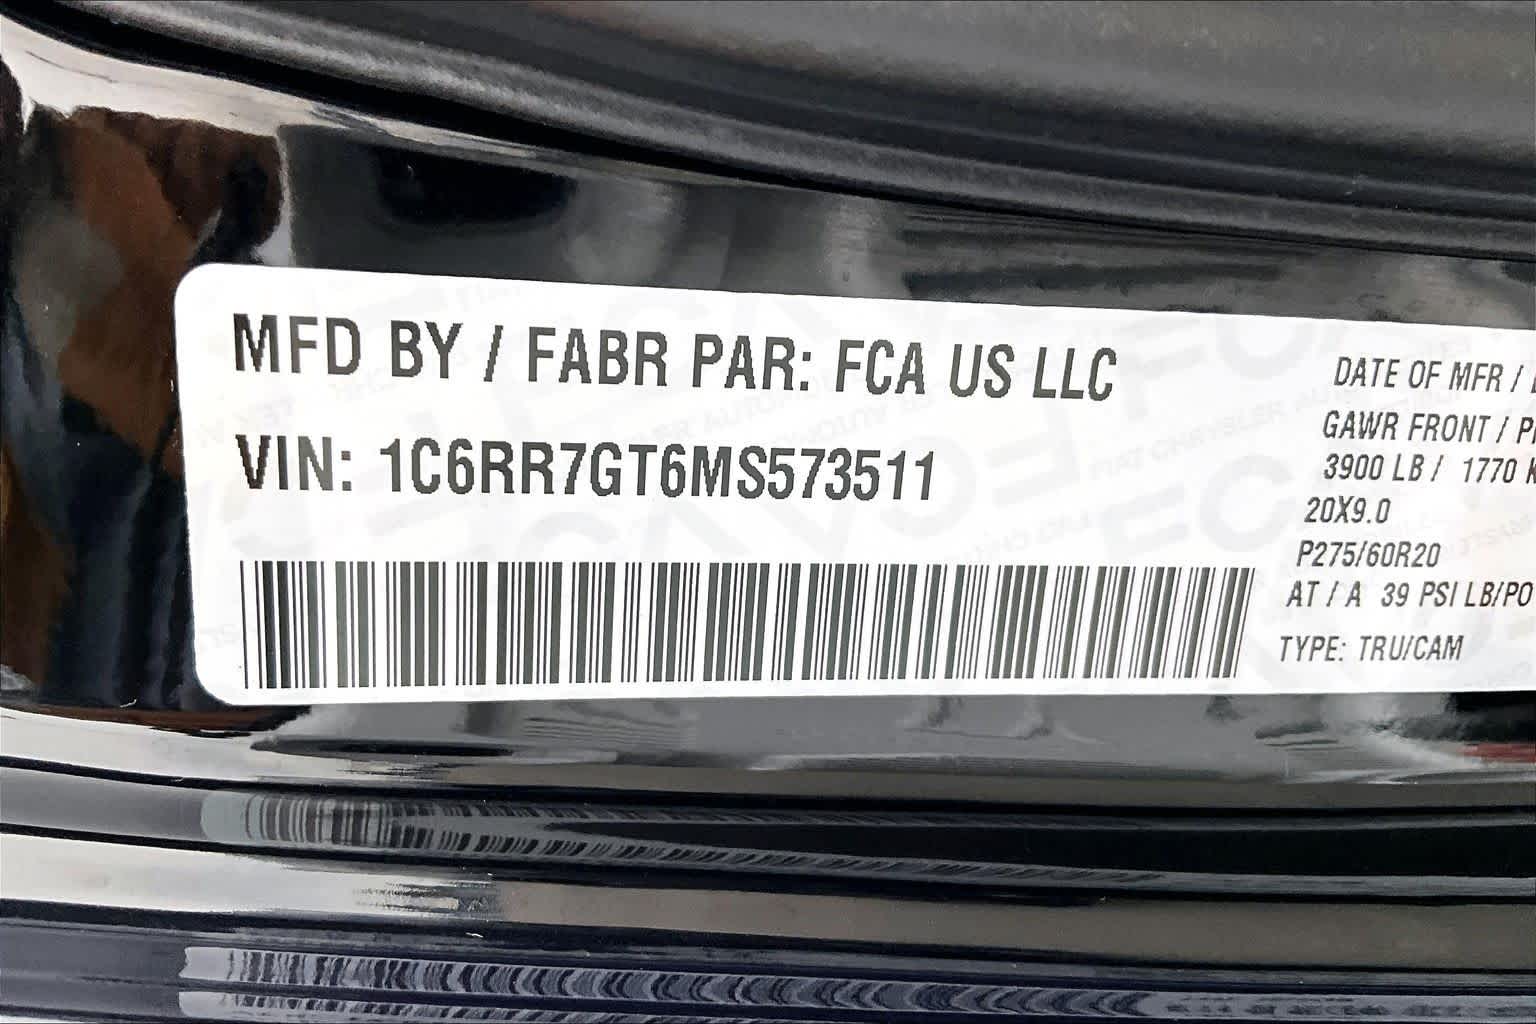 MFD BY / FABR PAR: FCA US LLC
VIN: 1C6RR7GT6MS573511
DATE OF MFR /
GAWR FRONT /
3900 LB / 1770
20X9.0
P275/60R20
AT / A 39 PSI LB/PO
TYPE: TRU/CAM